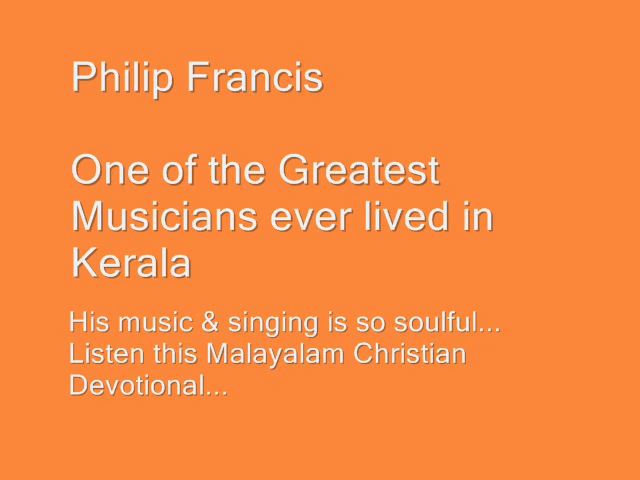 Philip Francis
One of the Greatest
Musicians ever lived in
Kerala
His music & singing is so soulful...
Listen this Malayalam Christian
Devotional...